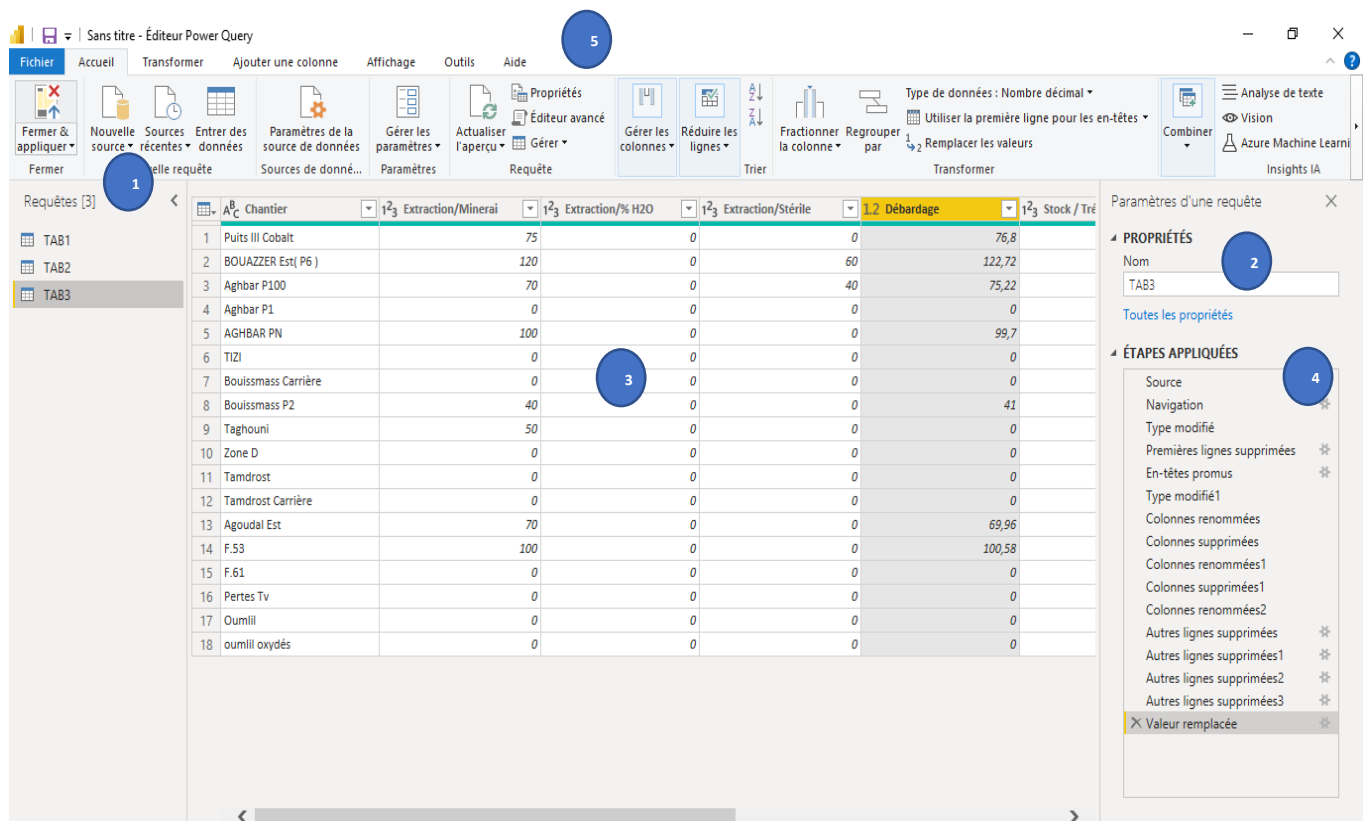 Sans titre - Éditeur Power Query
5
Fichier Accueil Transformer Ajouter une colonne Affichage Outils Aide
Fermer & appliquer
Nouvelle source
Sources récentes
Entrer des données
Paramètres de la source de données
Gérer les paramètres
Actualiser l'aperçu
Propriétés
Éditeur avancé
Gérer
Gérer les colonnes
Réduire les lignes
Fractionner la colonne
Regrouper par
Type de données : Nombre décimal
Utiliser la première ligne pour les en-têtes
Remplacer les valeurs
Combiner
Analyse de texte
Vision
Azure Machine Learni
Fermer
elle requête
Sources de donné...
Paramètres
Requête
Trier
Transformer
Insights IA
1
Requêtes [3]
TAB1
TAB2
TAB3
Chantier Extraction/Minerai Extraction/% H2O Extraction/Stérile 1.2 Débardage Stock / Tré
1 Puits III Cobalt 75 0 0 76,8
2 BOUAZZER Est( P6 ) 120 0 60 122,72
3 Aghbar P100 70 0 40 75,22
4 Aghbar P1 0 0 0 0
5 AGHBAR PN 100 0 0 99,7
6 TIZI 0 0 0 0
7 Bouissmass Carrière 0 0 0 0
8 Bouissmass P2 40 0 0 41
9 Taghouni 50 0 0 0
10 Zone D 0 0 0 0
11 Tamdrost 0 0 0 0
12 Tamdrost Carrière 0 0 0 0
13 Agoudal Est 70 0 0 69,96
14 F.53 100 0 0 100,58
15 F.61 0 0 0 0
16 Pertes Tv 0 0 0 0
17 Oumlil 0 0 0 0
18 oumlil oxydés 0 0 0 0
3
Paramètres d'une requête
PROPRIÉTÉS
Nom
2
TAB3
Toutes les propriétés
ÉTAPES APPLIQUÉES
4
Source
Navigation
Type modifié
Premières lignes supprimées
En-têtes promus
Type modifié1
Colonnes renommées
Colonnes supprimées
Colonnes renommées1
Colonnes supprimées1
Colonnes renommées2
Autres lignes supprimées
Autres lignes supprimées1
Autres lignes supprimées2
Autres lignes supprimées3
Valeur remplacée